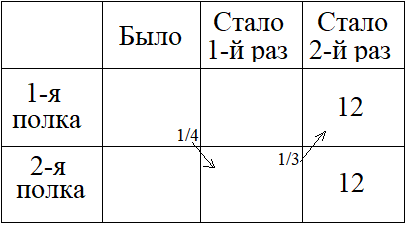 Было
Стало
1-й раз
Стало
2-й раз
1-я
полка
12
1/4
1/3
2-я
полка
12